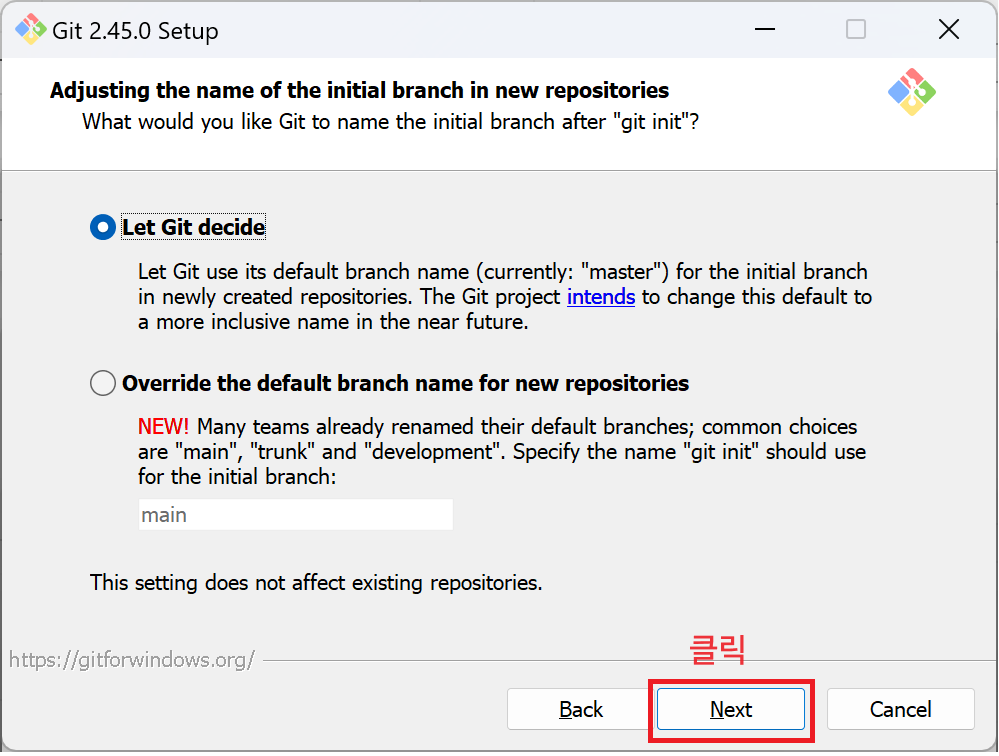 Git 2.45.0 Setup
Adjusting the name of the initial branch in new repositories
What would you like Git to name the initial branch after "git init"?
Let Git decide
Let Git use its default branch name (currently: "master") for the initial branch
in newly created repositories. The Git project intends to change this default to
a more inclusive name in the near future.
Override the default branch name for new repositories
NEW! Many teams already renamed their default branches; common choices
are "main", "trunk" and "development". Specify the name "git init" should use
for the initial branch:
main
This setting does not affect existing repositories.
클릭
https://gitforwindows.org/
Back Next Cancel